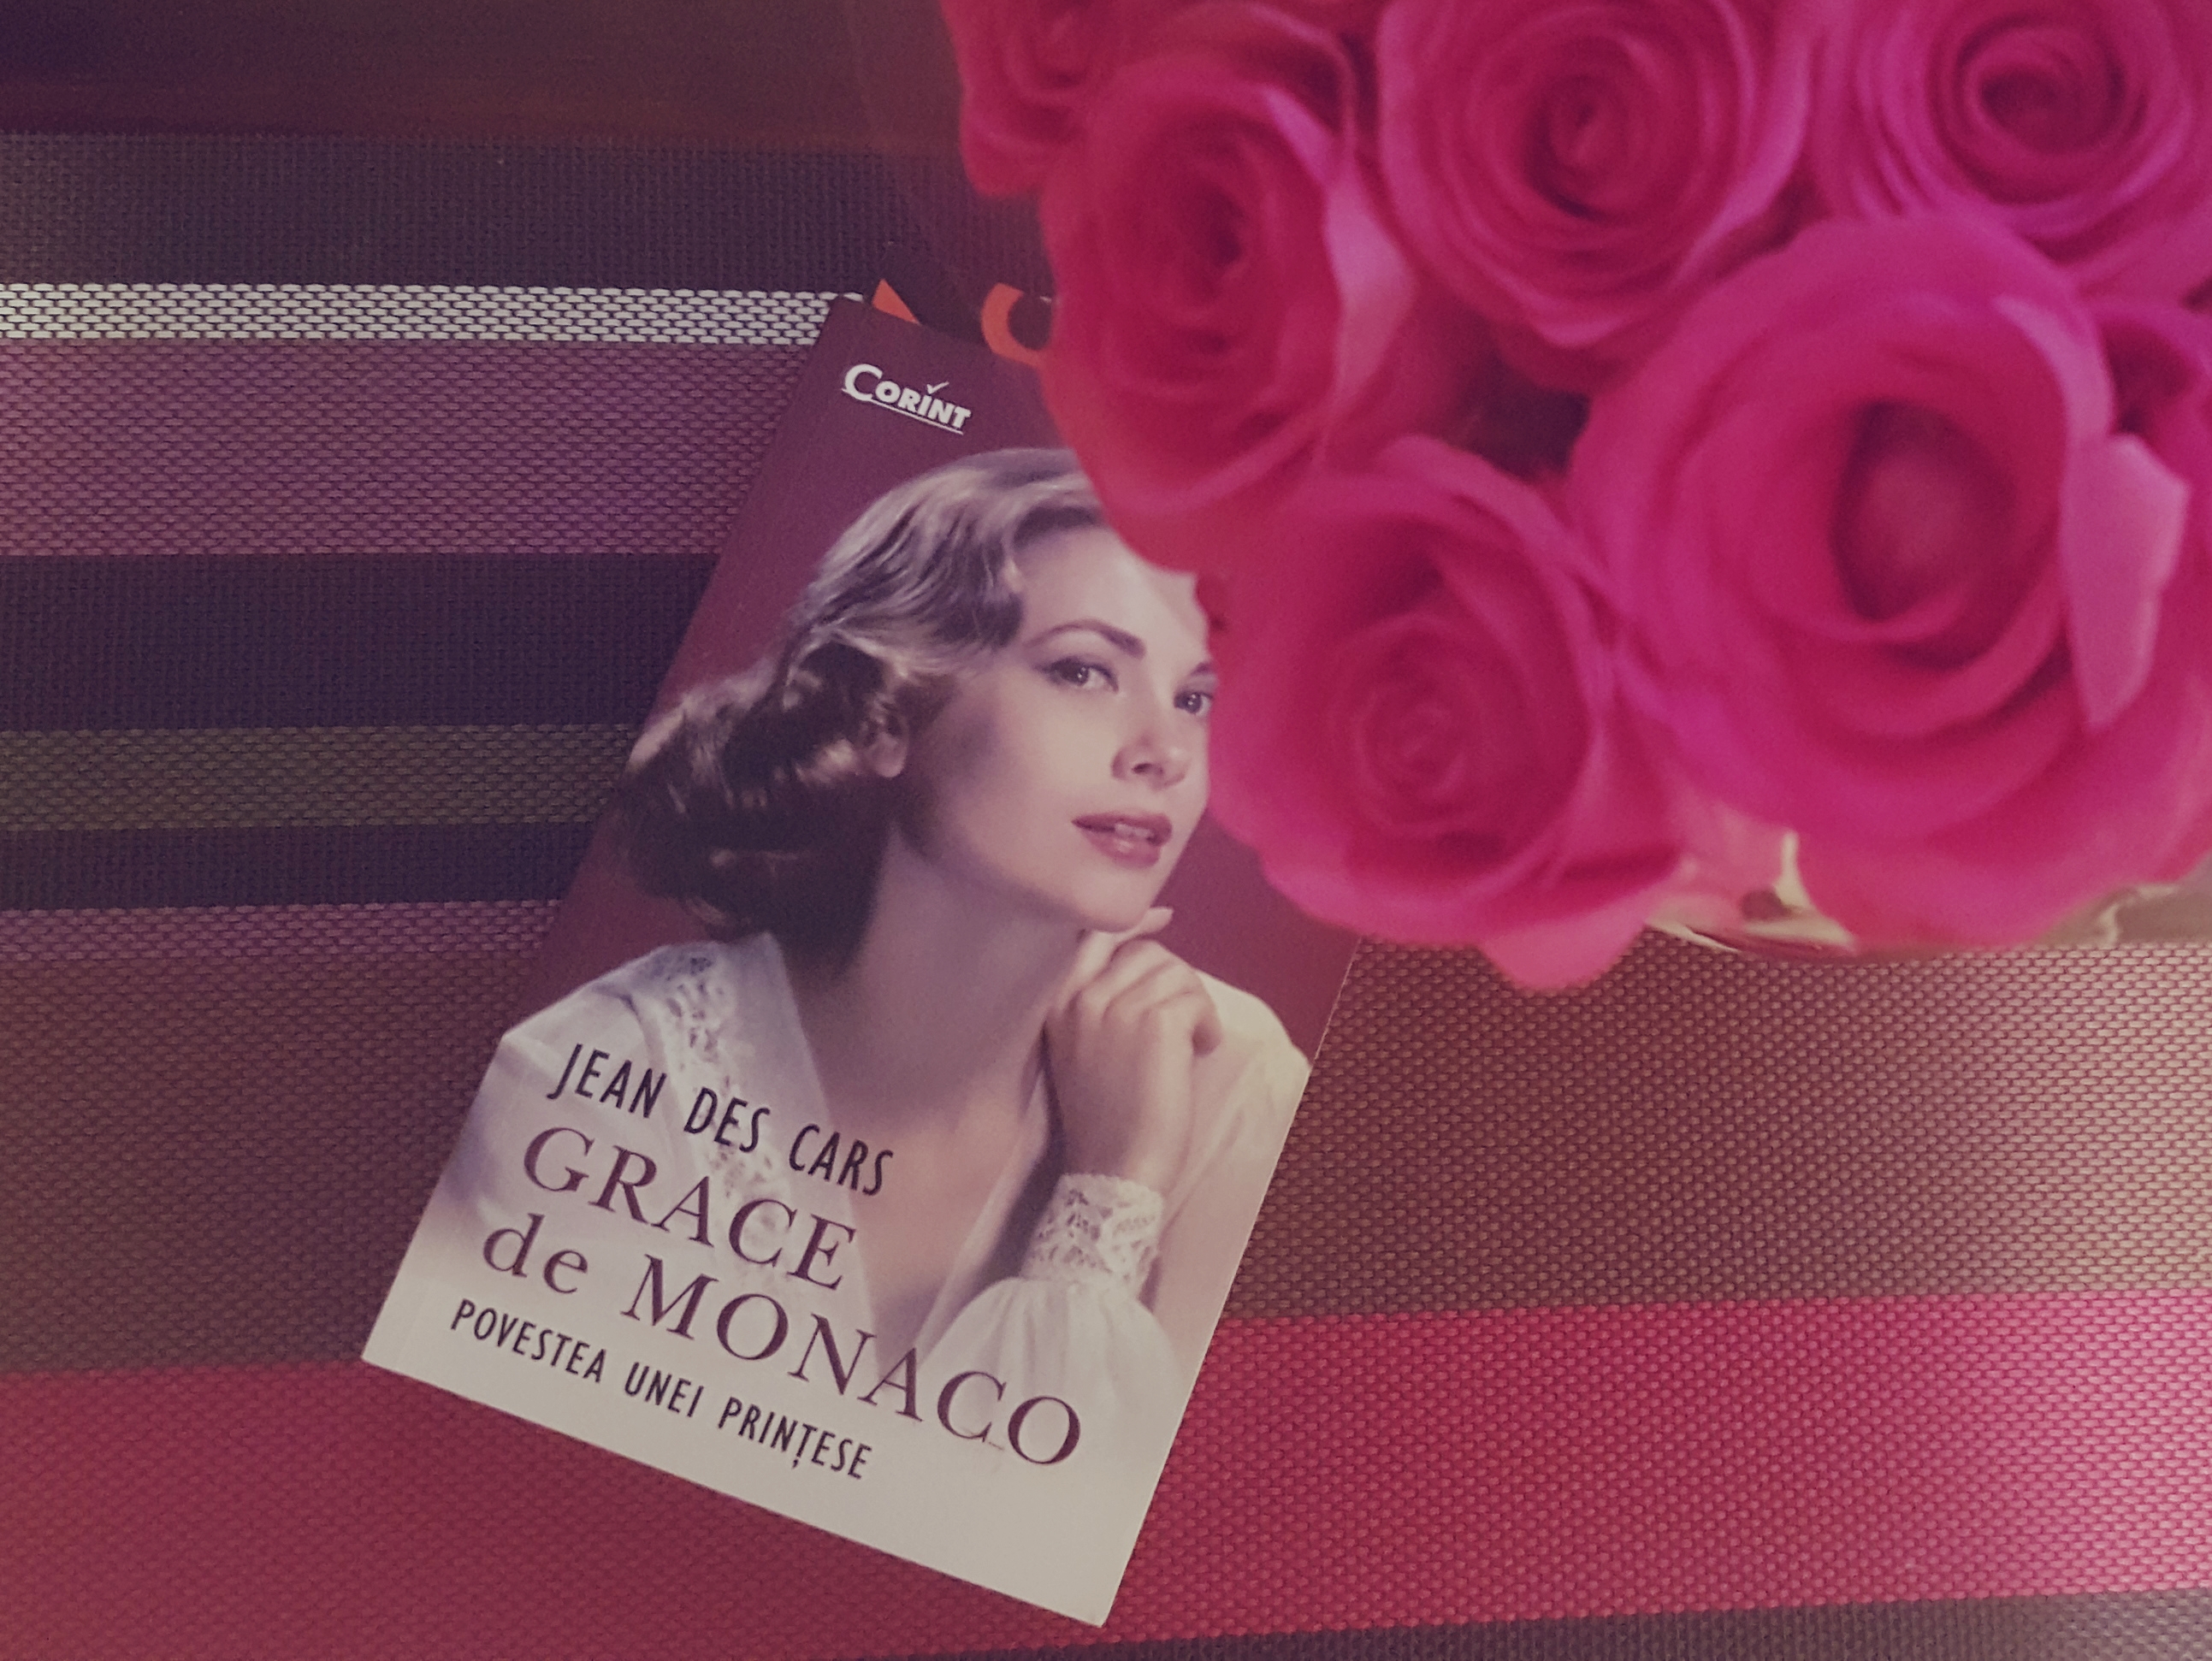 CORINT
JEAN DES CARS
GRACE
de MONACO
POVESTEA UNEI PRINȚESE